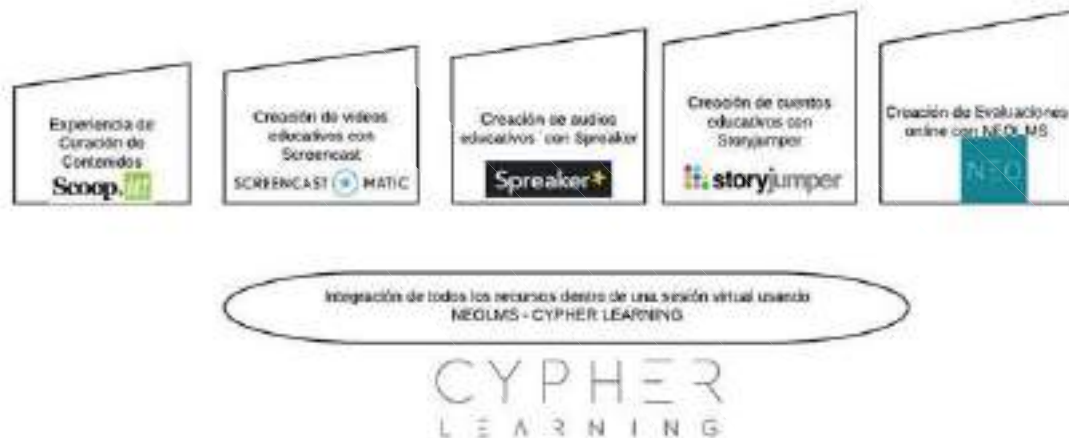 Experiencia de
Curación de
Contenidos
Scoop.it!
Creación de videos
educativos con
Screencast
SCREENCAST MATIC
Creación de audios
educativos con Spreaker
Spreaker
Creación de cuentos
educativos con
Storyjumper
storyjumper
Creación de Evaluaciones
online con NEOLMS
NEO
Integración de todos los recursos dentro de una sesión virtual usando
NEOLMS - CYPHER LEARNING
CYPHER
LEARNING